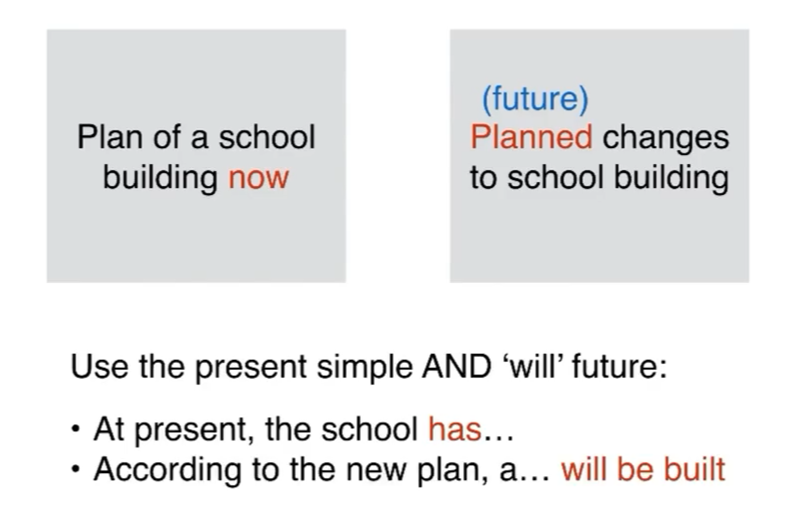 Plan of a school
building now
(future)
Planned changes
to school building
Use the present simple AND ‘will’ future:
• At present, the school has…
• According to the new plan, a… will be built